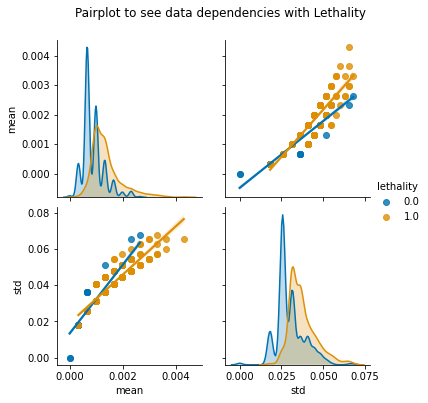 Pairplot to see data dependencies with Lethality
0.004
0.003
0.002
0.001
0.000
mean
lethality
0.0
1.0
0.08
0.06
0.04
0.02
0.00
std
0.000 0.002 0.004
mean
0.000 0.025 0.050 0.075
std